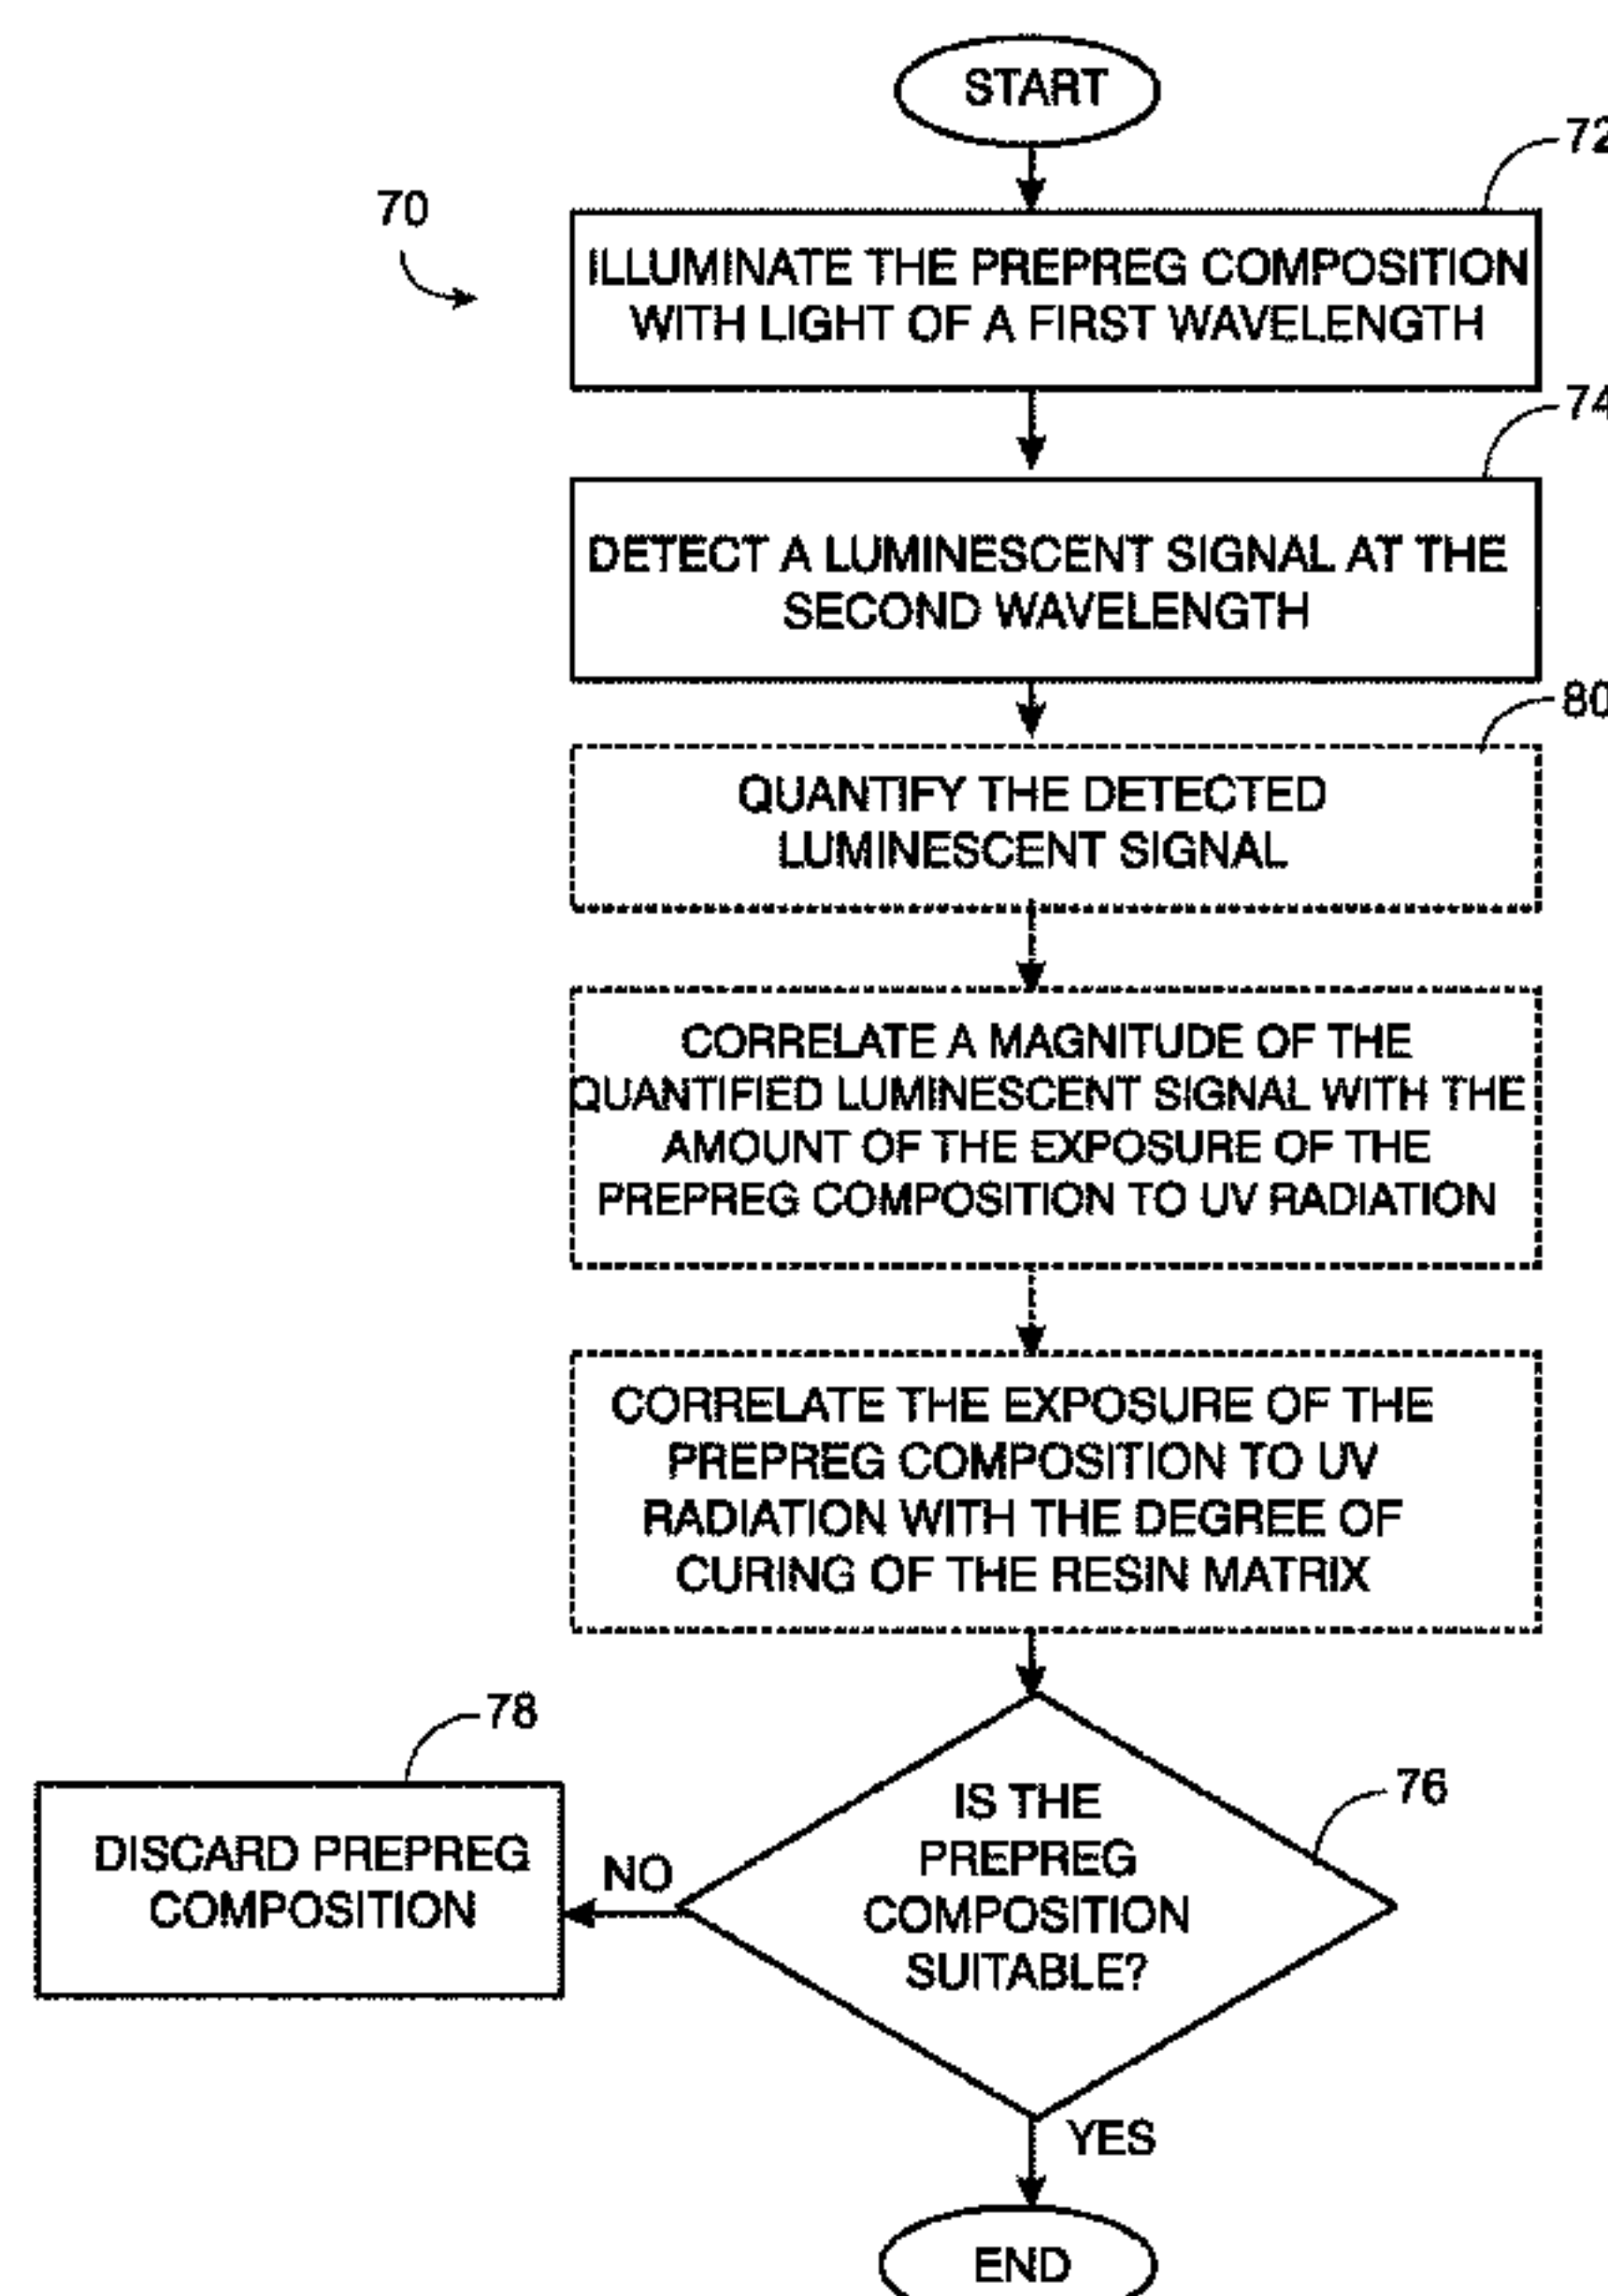 START
72
70
ILLUMINATE THE PREPREG COMPOSITION
WITH LIGHT OF A FIRST WAVELENGTH
74
DETECT A LUMINESCENT SIGNAL AT THE
SECOND WAVELENGTH
80
QUANTIFY THE DETECTED
LUMINESCENT SIGNAL
CORRELATE A MAGNITUDE OF THE
QUANTIFIED LUMINESCENT SIGNAL WITH THE
AMOUNT OF THE EXPOSURE OF THE
PREPREG COMPOSITION TO UV RADIATION
CORRELATE THE EXPOSURE OF THE
PREPREG COMPOSITION TO UV
RADIATION WITH THE DEGREE OF
CURING OF THE RESIN MATRIX
78
DISCARD PREPREG
COMPOSITION
NO
76
IS THE
PREPREG
COMPOSITION
SUITABLE?
YES
END